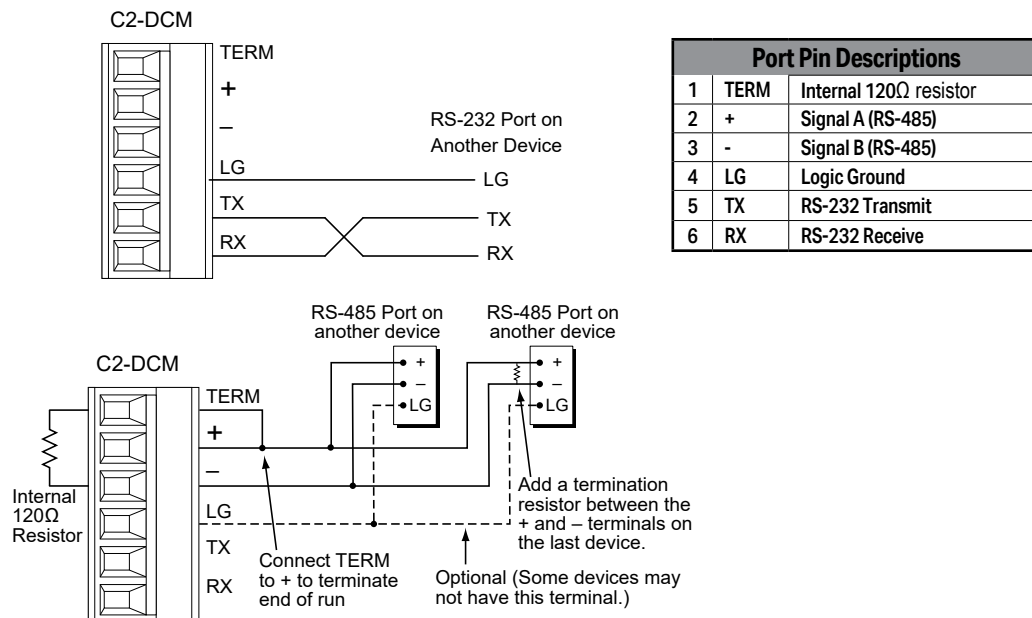 C2-DCM
TERM
+
–
LG
TX
RX
RS-232 Port on
Another Device
LG
TX
RX
Port Pin Descriptions
1 TERM Internal 120Ω resistor
2 + Signal A (RS-485)
3 - Signal B (RS-485)
4 LG Logic Ground
5 TX RS-232 Transmit
6 RX RS-232 Receive
RS-485 Port on
another device
RS-485 Port on
another device
C2-DCM
TERM
+
–
LG
TX
RX
+
–
LG
+
–
LG
Internal
120Ω
Resistor
Connect TERM
to + to terminate
end of run
Add a termination
resistor between the
+ and – terminals on
the last device.
Optional (Some devices may
not have this terminal.)